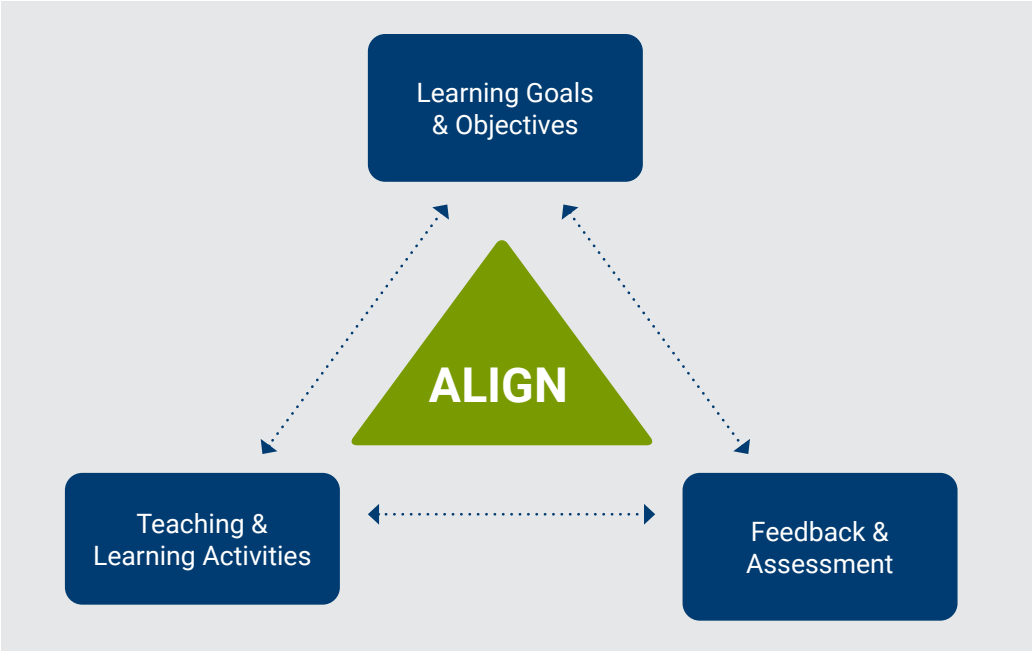 Learning Goals
& Objectives
ALIGN
Teaching &
Learning Activities
Feedback &
Assessment